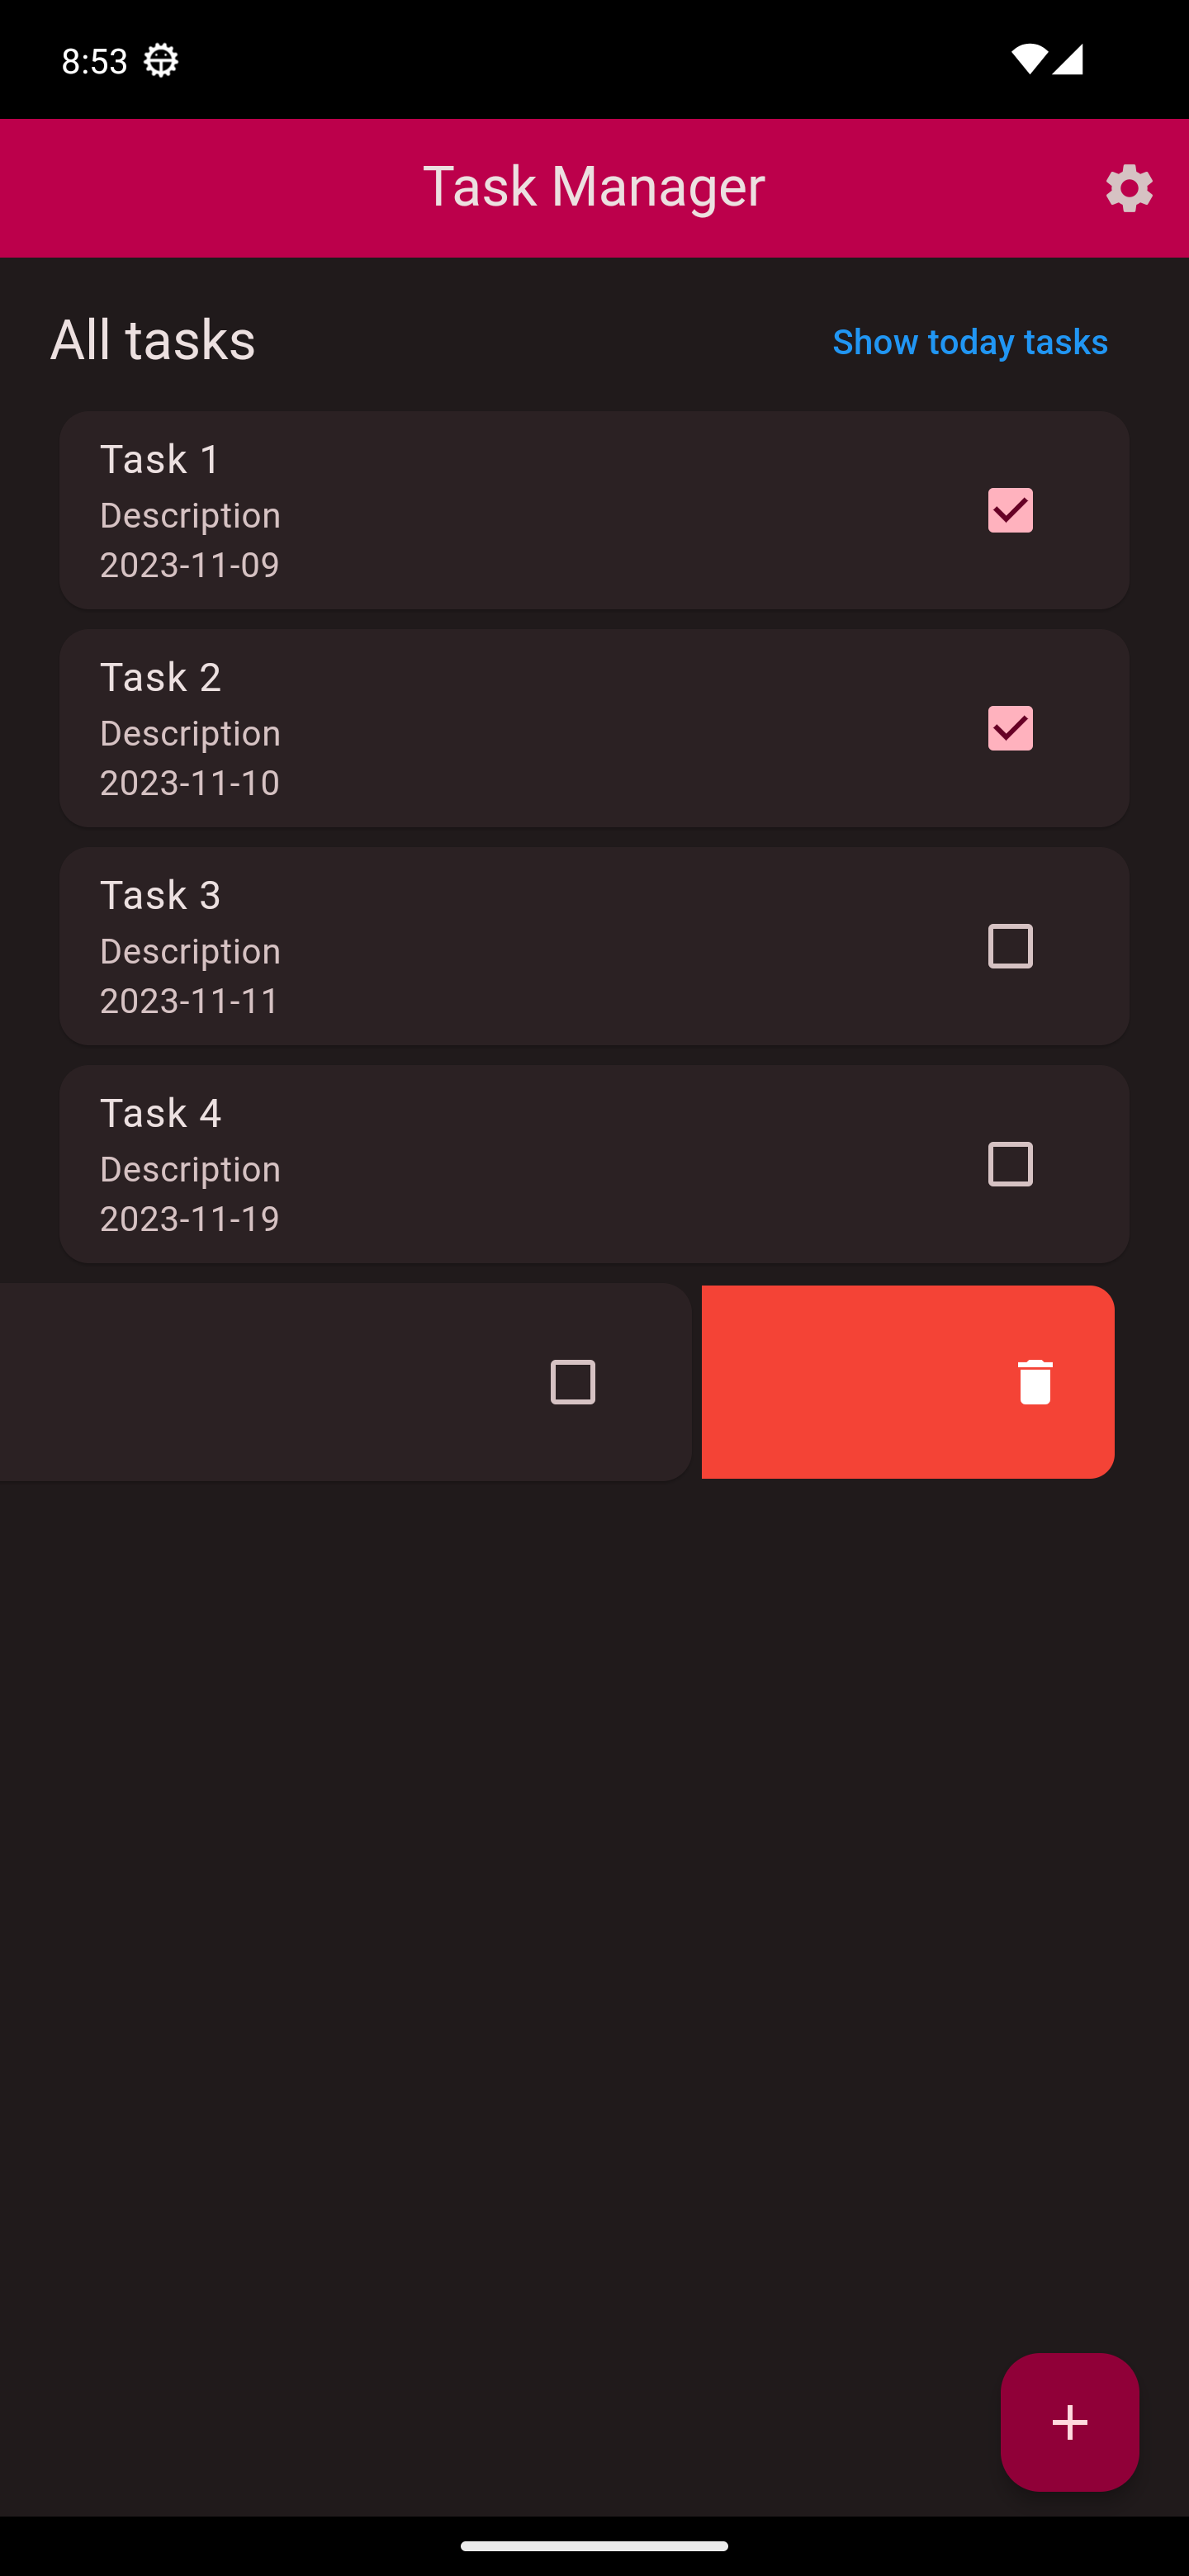 8:53
Task Manager
All tasks
Show today tasks
Task 1
Description
2023-11-09
Task 2
Description
2023-11-10
Task 3
Description
2023-11-11
Task 4
Description
2023-11-19